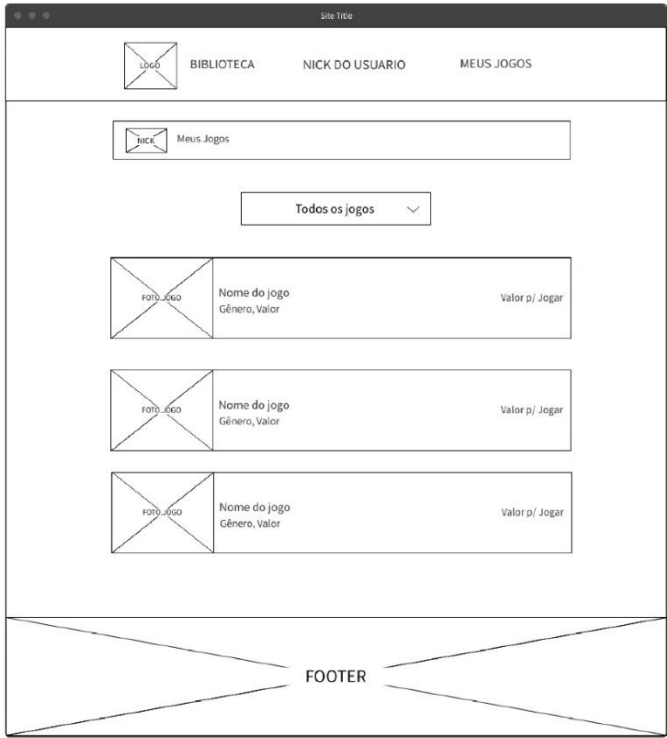 Site Title
LOGO
BIBLIOTECA
NICK DO USUARIO
MEUS JOGOS
NICK
Meus Jogos
Todos os jogos
FOTO JOGO
Nome do jogo
Gênero, Valor
Valor p/ Jogar
FOTO JOGO
Nome do jogo
Gênero, Valor
Valor p/ Jogar
FOTO JOGO
Nome do jogo
Gênero, Valor
Valor p/ Jogar
FOOTER